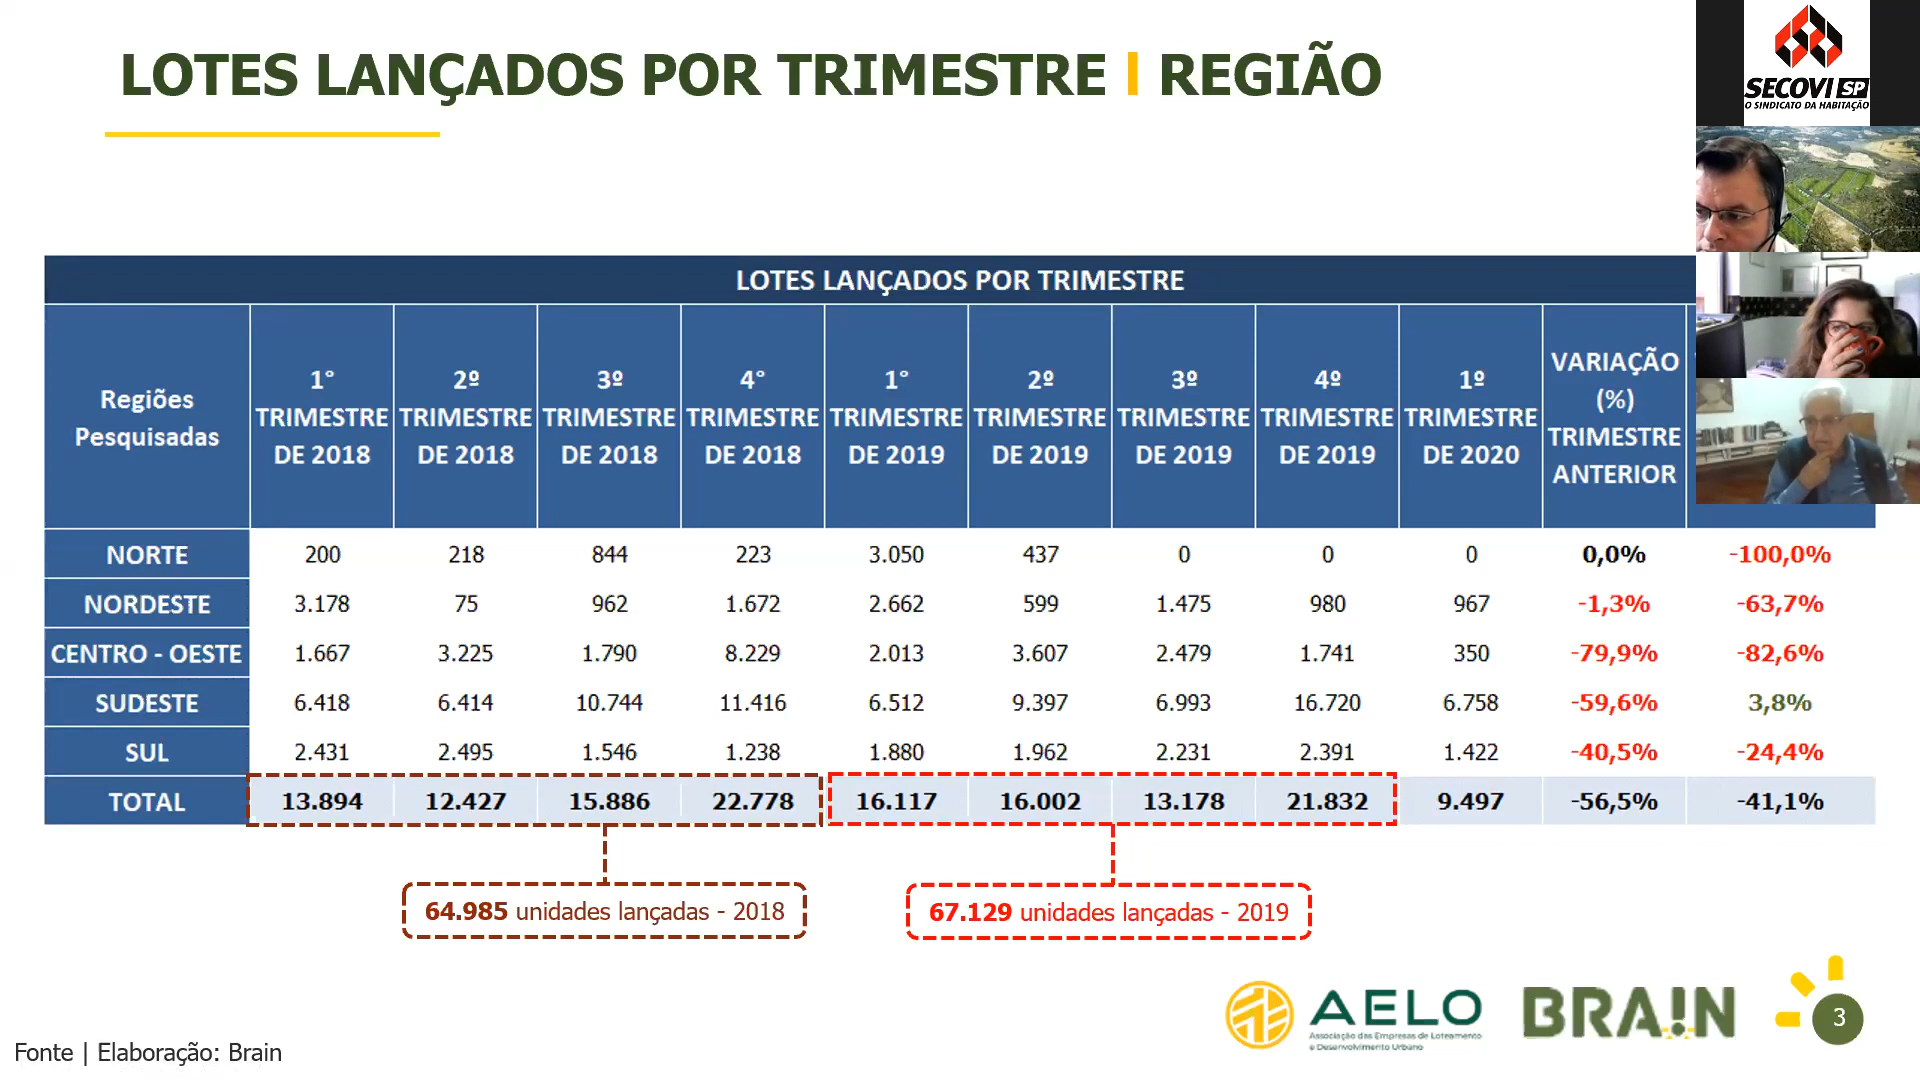 LOTES LANÇADOS POR TRIMESTRE | REGIÃO
SECOVI SP
O SINDICATO DA HABITAÇÃO
LOTES LANÇADOS POR TRIMESTRE
Regiões Pesquisadas 1° TRIMESTRE DE 2018 2º TRIMESTRE DE 2018 3º TRIMESTRE DE 2018 4° TRIMESTRE DE 2018 1° TRIMESTRE DE 2019 2º TRIMESTRE DE 2019 3º TRIMESTRE DE 2019 4º TRIMESTRE DE 2019 1º TRIMESTRE DE 2020 VARIAÇÃO (%) TRIMESTRE ANTERIOR
NORTE 200 218 844 223 3.050 437 0 0 0 0,0% -100,0%
NORDESTE 3.178 75 962 1.672 2.662 599 1.475 980 967 -1,3% -63,7%
CENTRO - OESTE 1.667 3.225 1.790 8.229 2.013 3.607 2.479 1.741 350 -79,9% -82,6%
SUDESTE 6.418 6.414 10.744 11.416 6.512 9.397 6.993 16.720 6.758 -59,6% 3,8%
SUL 2.431 2.495 1.546 1.238 1.880 1.962 2.231 2.391 1.422 -40,5% -24,4%
TOTAL 13.894 12.427 15.886 22.778 16.117 16.002 13.178 21.832 9.497 -56,5% -41,1%
64.985 unidades lançadas - 2018
67.129 unidades lançadas - 2019
AELO
Associação das Empresas de Loteamento
e Desenvolvimento Urbano
BRA!N
3
Fonte | Elaboração: Brain